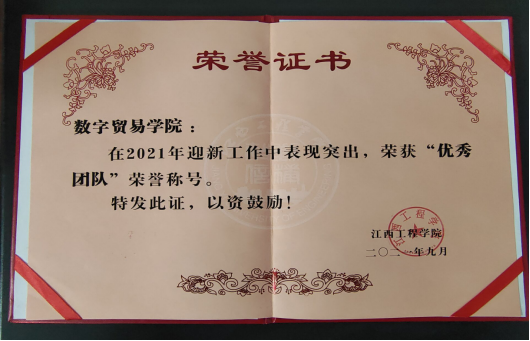 荣誉证书
数字贸易学院：
在2021年迎新工作中表现突出，荣获“优秀
团队”荣誉称号。
特发此证，以资鼓励！
江西工程学院
二〇二一年九月